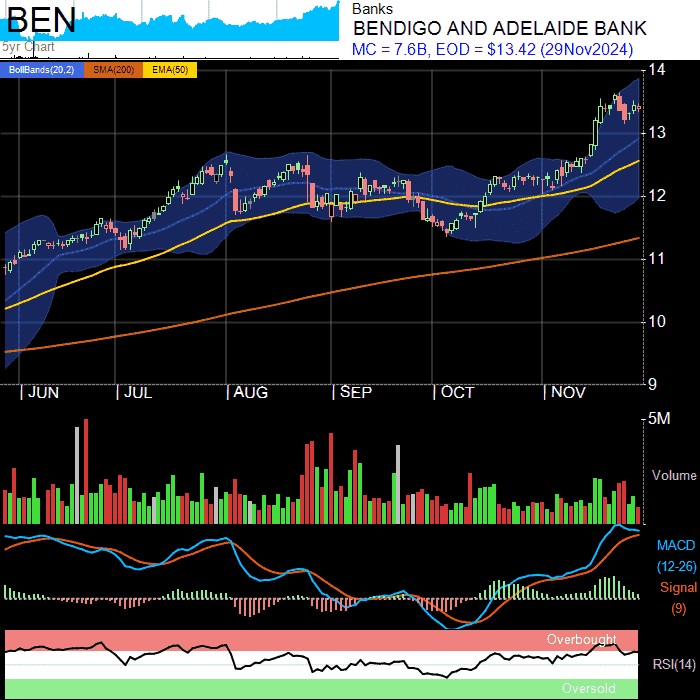 BEN
5yr Chart
Banks
BENDIGO AND ADELAIDE BANK
MC = 7.6B, EOD = $13.42 (29Nov2024)
BollBands(20,2) SMA(200) EMA(50)
14
13
12
11
10
9
JUN JUL AUG SEP OCT NOV
5M
Volume
MACD
(12-26)
Signal
(9)
Overbought
RSI(14)
Oversold